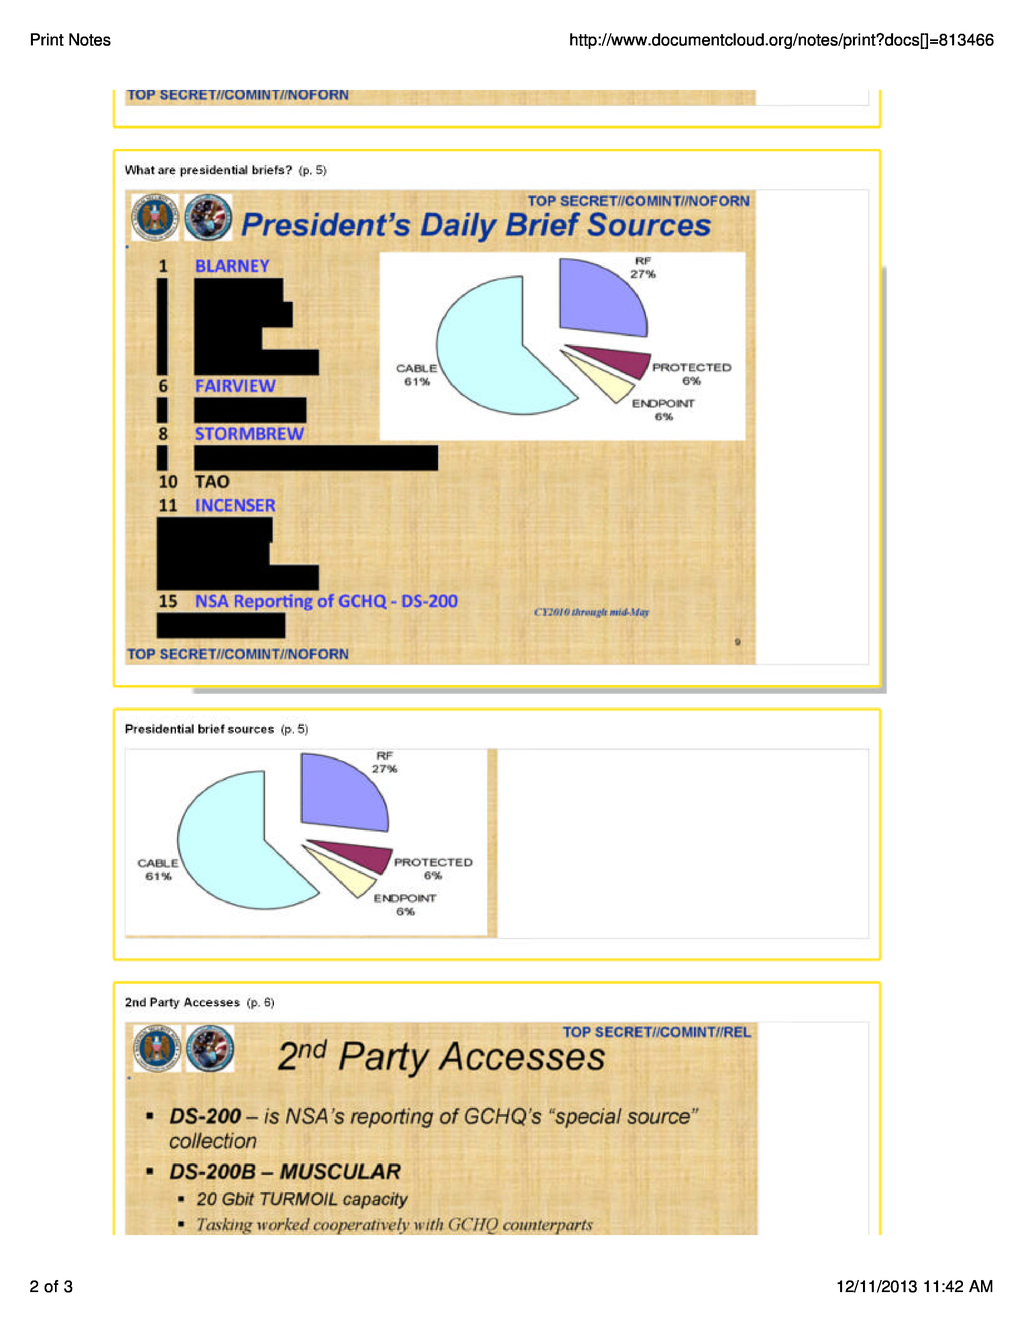 Print Notes
http://www.documentcloud.org/notes/print?docs[]=813466
TOP SECRET//COMINT//NOFORN
What are presidential briefs? (p. 5)
TOP SECRET//COMINT//NOFORN
President's Daily Brief Sources
1 BLARNEY
6 FAIRVIEW
8 STORMBREW
10 TAO
11 INCENSER
15 NSA Reporting of GCHQ - DS-200
RF
27%
CABLE
61%
PROTECTED
6%
ENDPOINT
6%
CY2010 through mid-May
9
TOP SECRET//COMINT//NOFORN
Presidential brief sources (p. 5)
RF
27%
CABLE
61%
PROTECTED
6%
ENDPOINT
6%
2nd Party Accesses (p. 6)
TOP SECRET//COMINT//REL
2nd Party Accesses
▪ DS-200 – is NSA's reporting of GCHQ's “special source”
collection
▪ DS-200B – MUSCULAR
▪ 20 Gbit TURMOIL capacity
▪ Tasking worked cooperatively with GCHQ counterparts
2 of 3
12/11/2013 11:42 AM